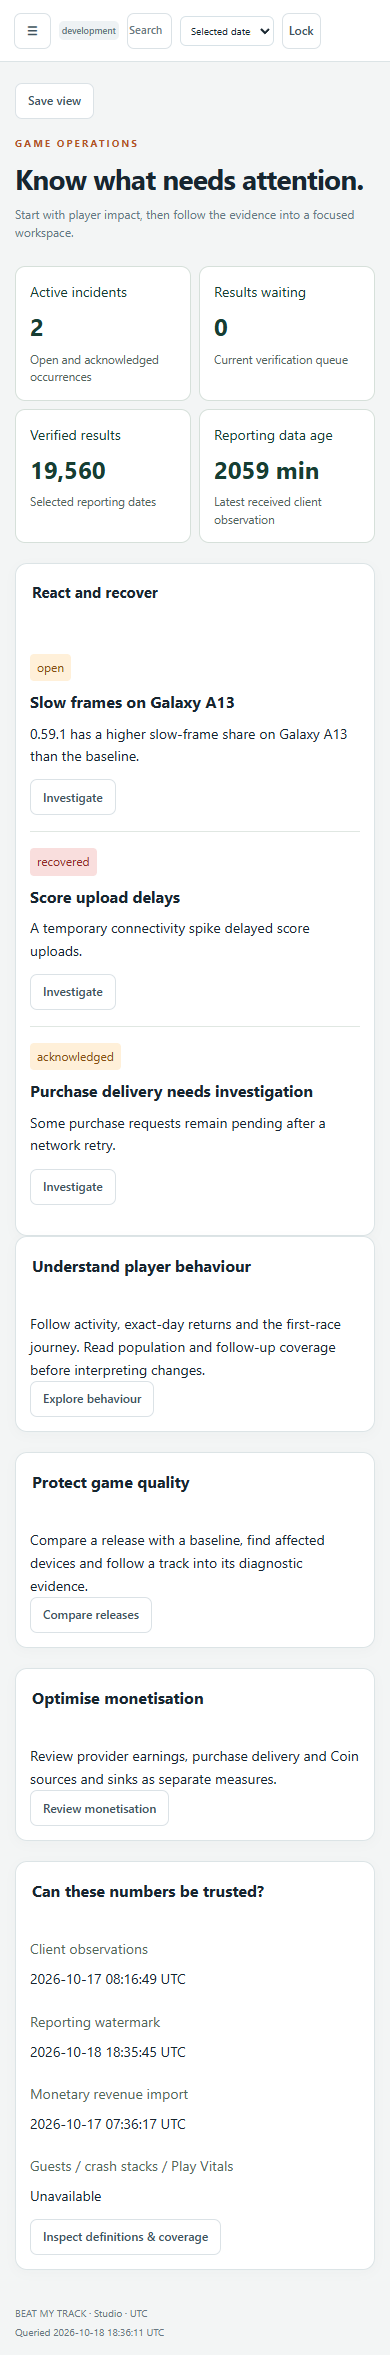 ☰ development Search Selected date Lock
Save view
GAME OPERATIONS
Know what needs attention.
Start with player impact, then follow the evidence into a focused
workspace.
Active incidents
2
Open and acknowledged
occurrences
Results waiting
0
Current verification queue
Verified results
19,560
Selected reporting dates
Reporting data age
2059 min
Latest received client
observation
React and recover
open
Slow frames on Galaxy A13
0.59.1 has a higher slow-frame share on Galaxy A13
than the baseline.
Investigate
recovered
Score upload delays
A temporary connectivity spike delayed score
uploads.
Investigate
acknowledged
Purchase delivery needs investigation
Some purchase requests remain pending after a
network retry.
Investigate
Understand player behaviour
Follow activity, exact-day returns and the first-race
journey. Read population and follow-up coverage
before interpreting changes.
Explore behaviour
Protect game quality
Compare a release with a baseline, find affected
devices and follow a track into its diagnostic
evidence.
Compare releases
Optimise monetisation
Review provider earnings, purchase delivery and Coin
sources and sinks as separate measures.
Review monetisation
Can these numbers be trusted?
Client observations
2026-10-17 08:16:49 UTC
Reporting watermark
2026-10-18 18:35:45 UTC
Monetary revenue import
2026-10-17 07:36:17 UTC
Guests / crash stacks / Play Vitals
Unavailable
Inspect definitions & coverage
BEAT MY TRACK · Studio · UTC
Queried 2026-10-18 18:36:11 UTC